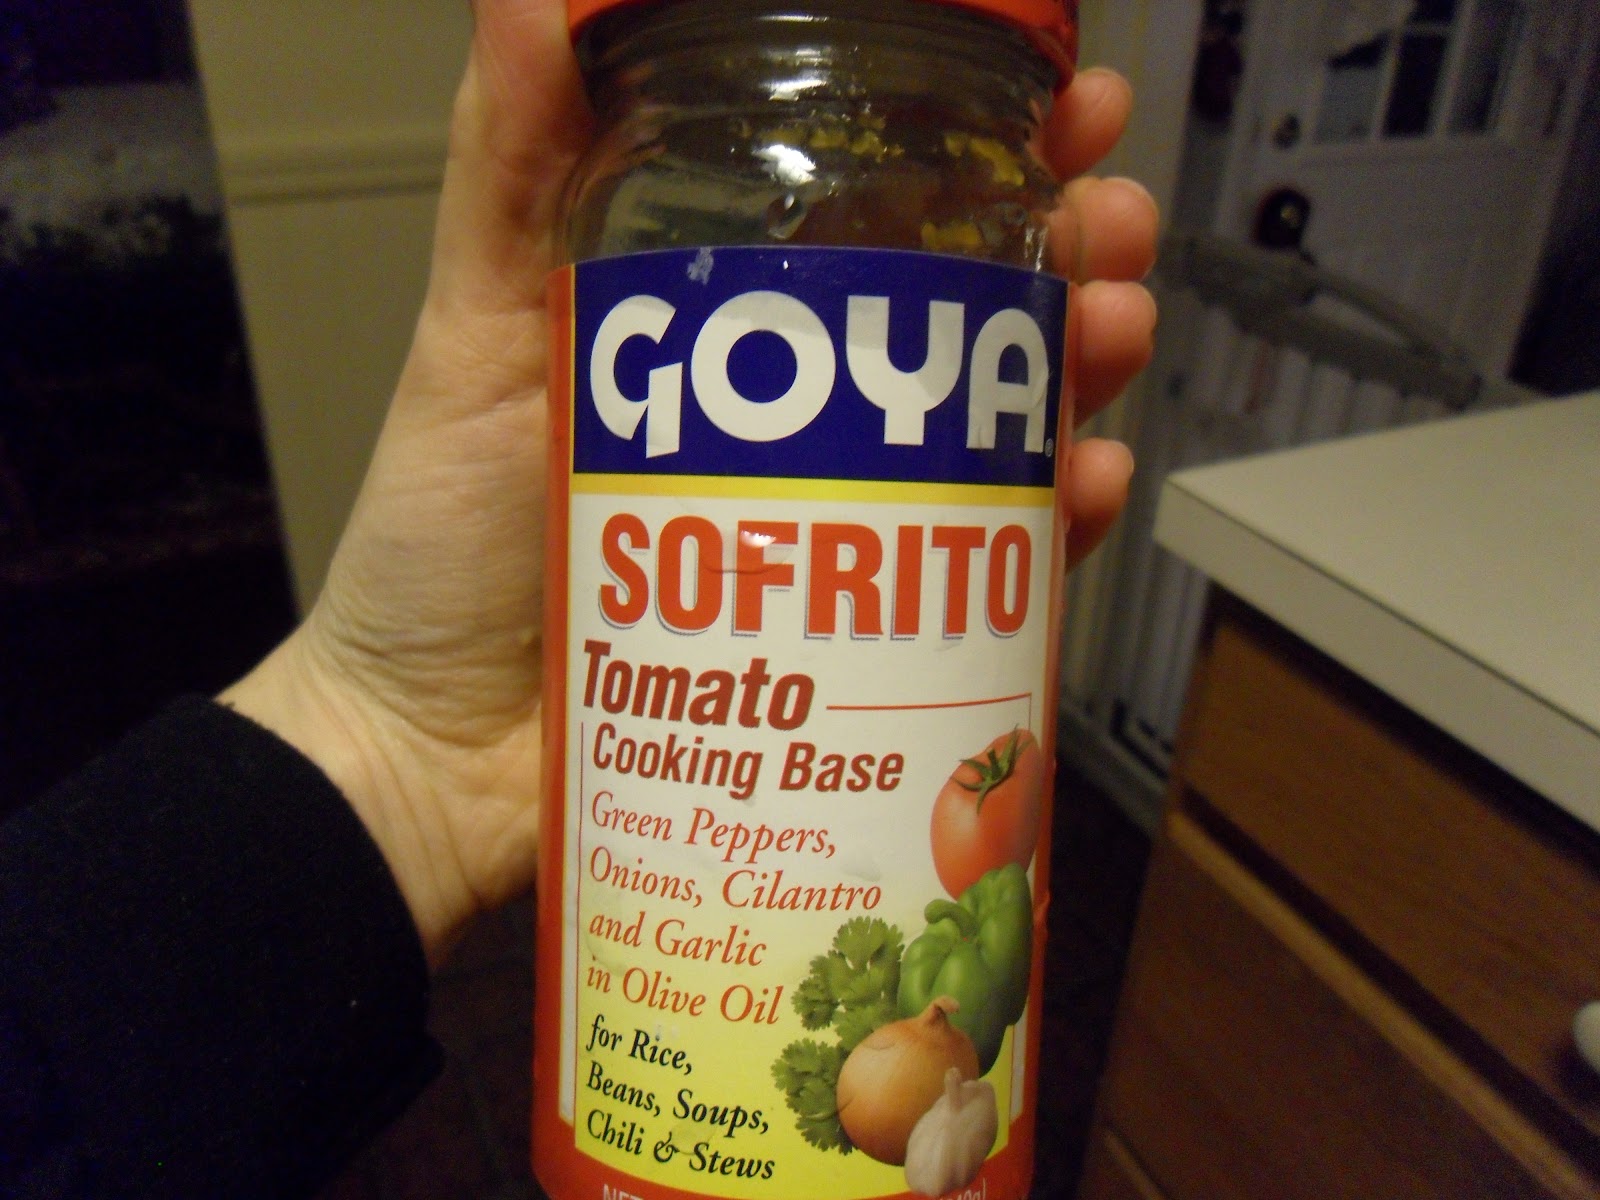 GOYA®
SOFRITO
Tomato
Cooking Base
Green Peppers,
Onions, Cilantro
and Garlic
in Olive Oil
for Rice,
Beans, Soups,
Chili & Stews